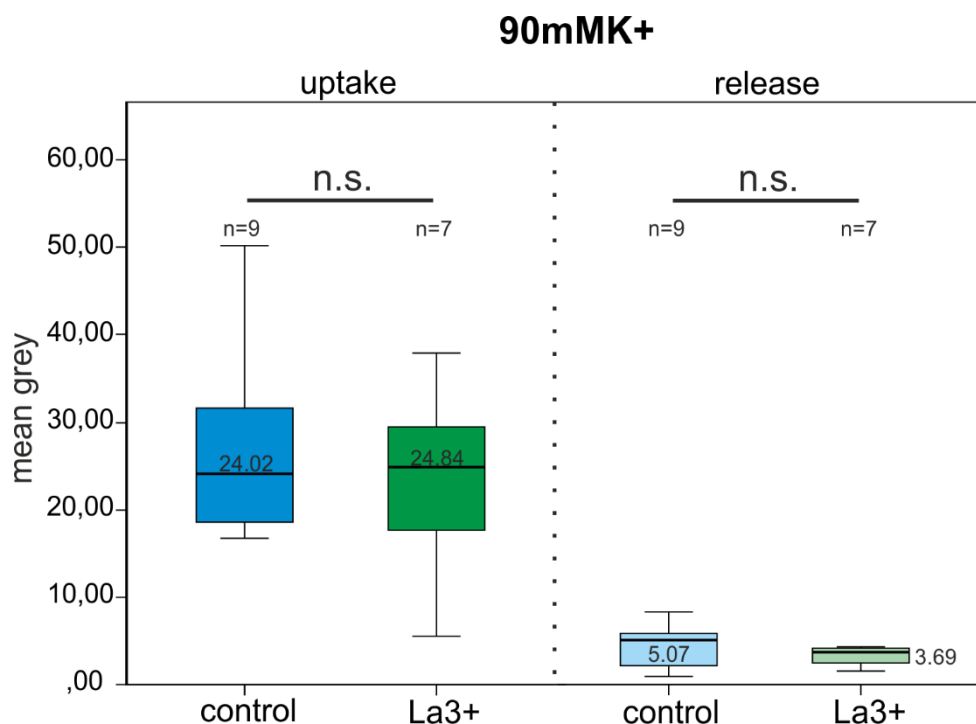 90mMK+
uptake
release
60,00
n.s.
n.s.
n=9
n=7
n=9
n=7
50,00
40,00
mean grey
30,00
24.02
24.84
20,00
10,00
5.07
3.69
,00
control
La3+
control
La3+